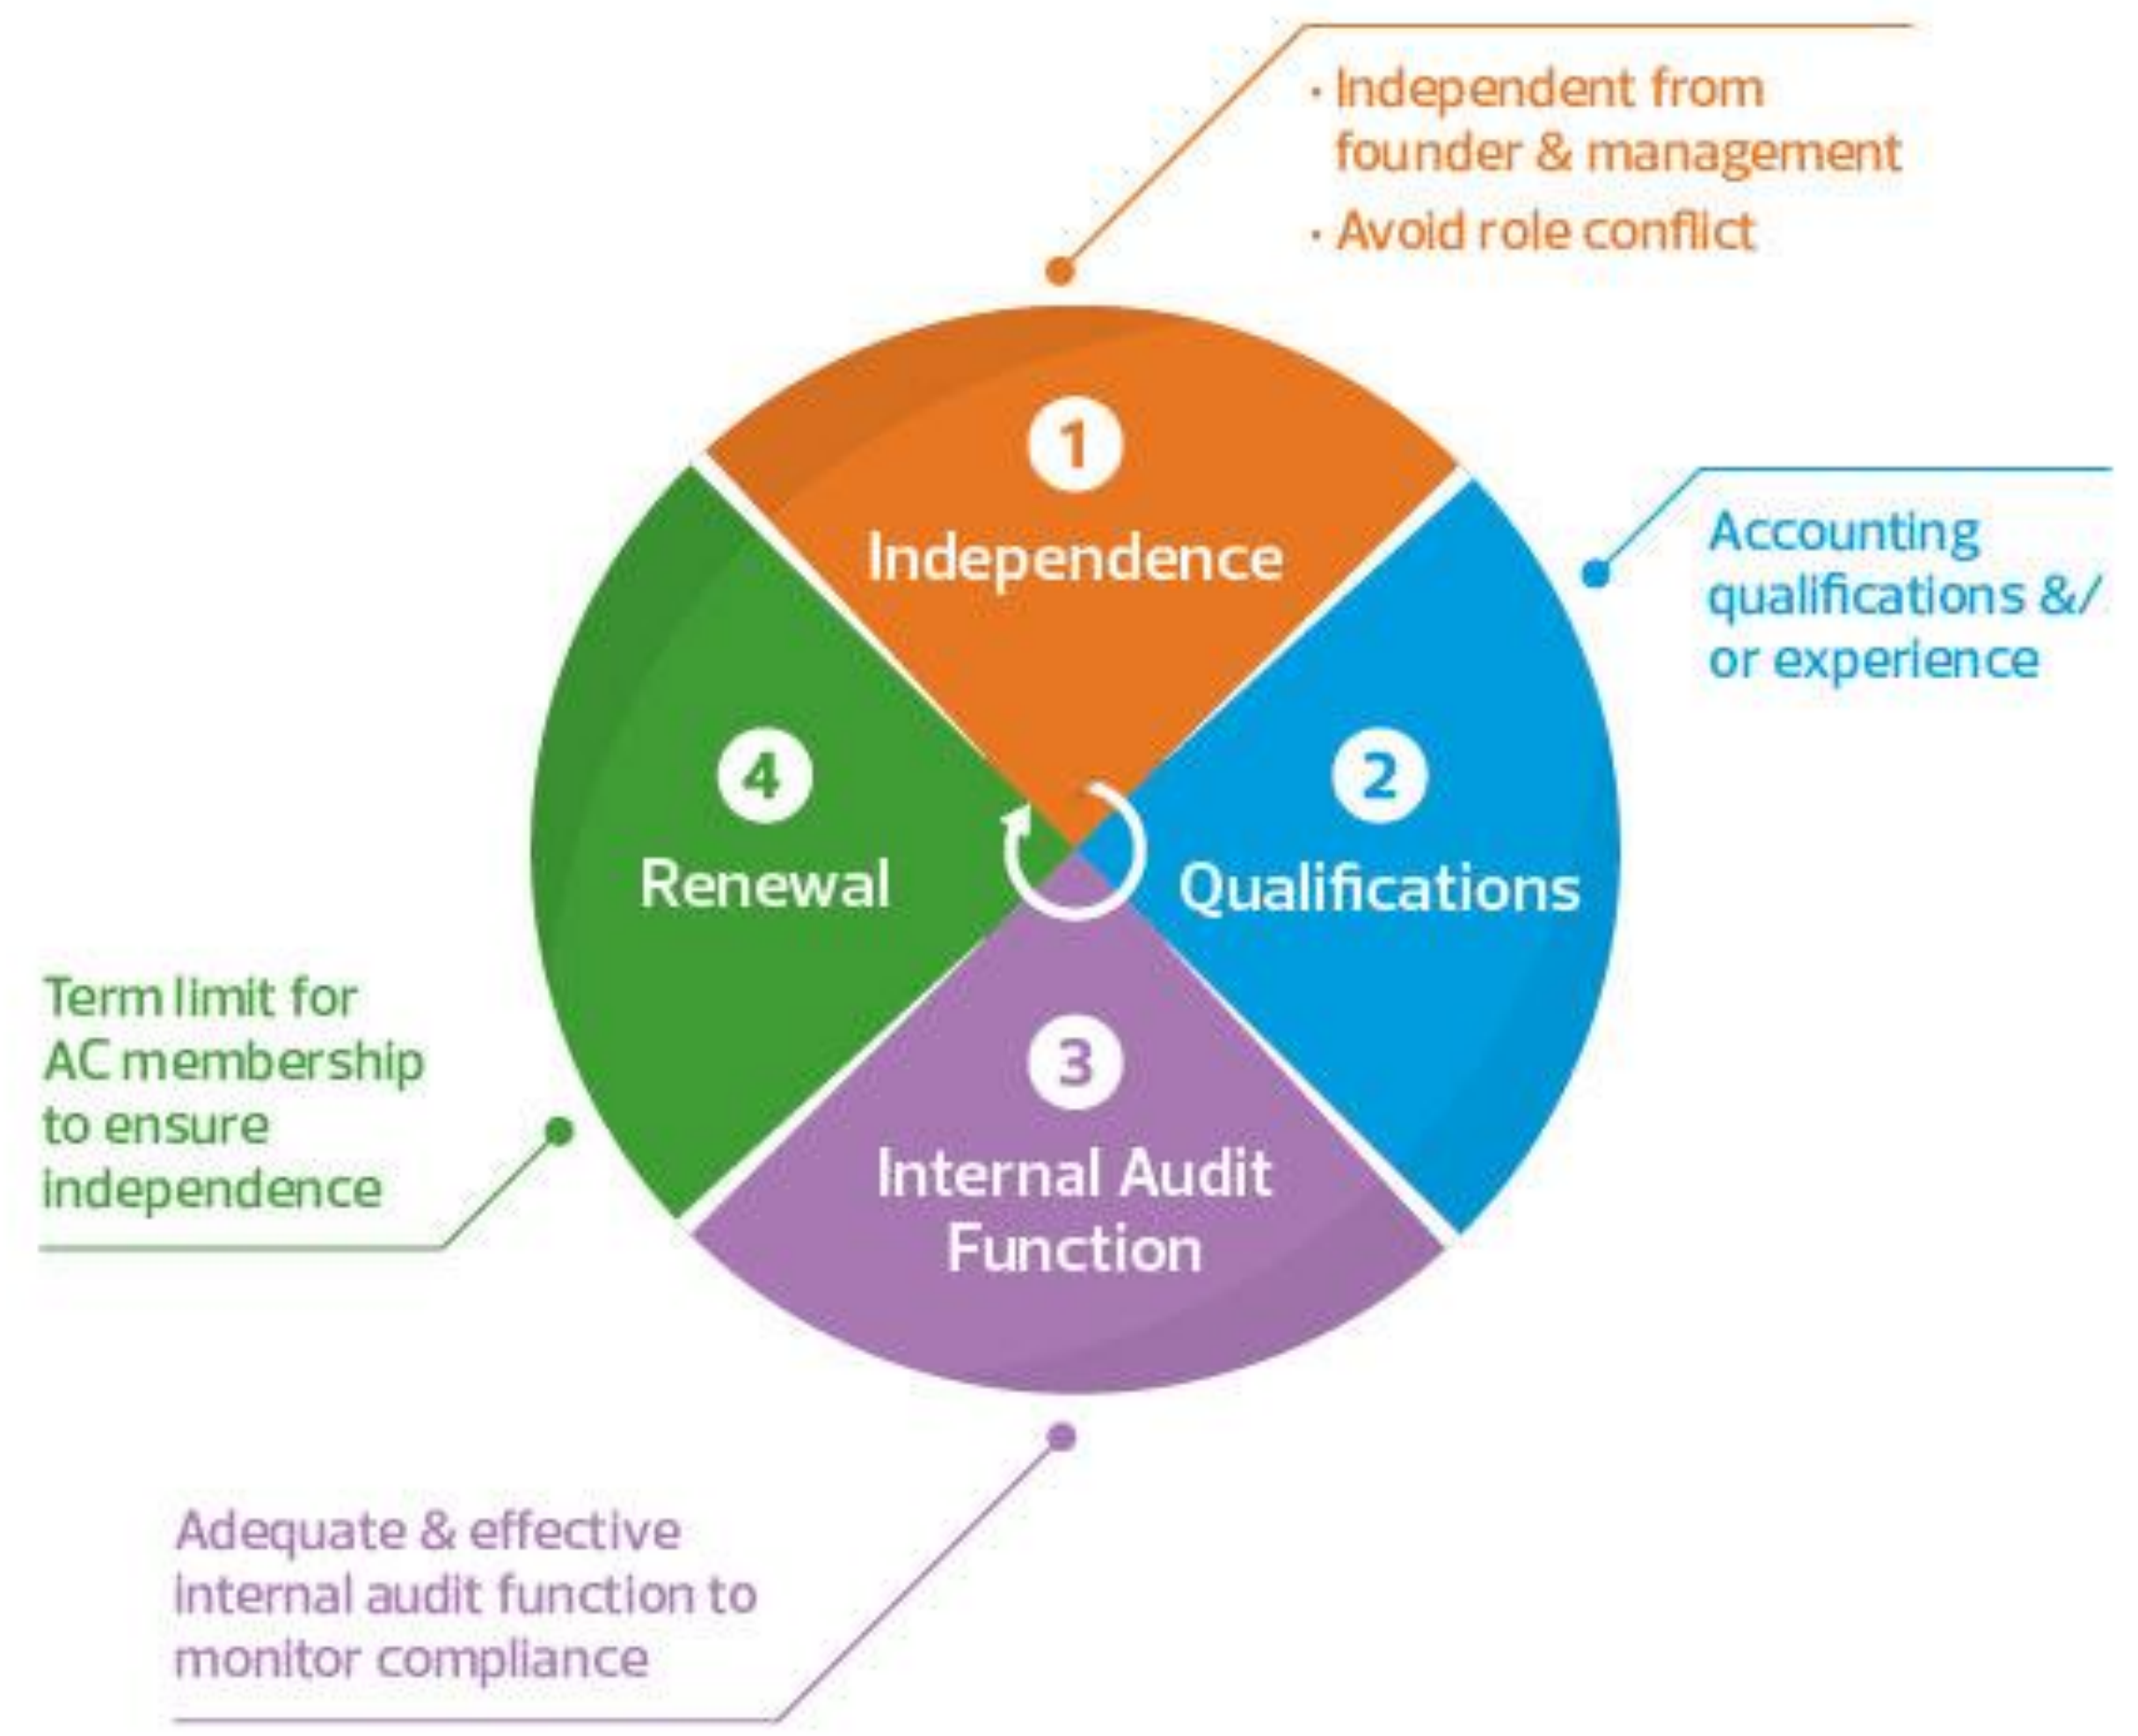 · Independent from
founder & management
· Avoid role conflict
1
Independence
Accounting
qualifications &/
or experience
2
Qualifications
3
Internal Audit
Function
Adequate & effective
internal audit function to
monitor compliance
4
Renewal
Term limit for
AC membership
to ensure
independence